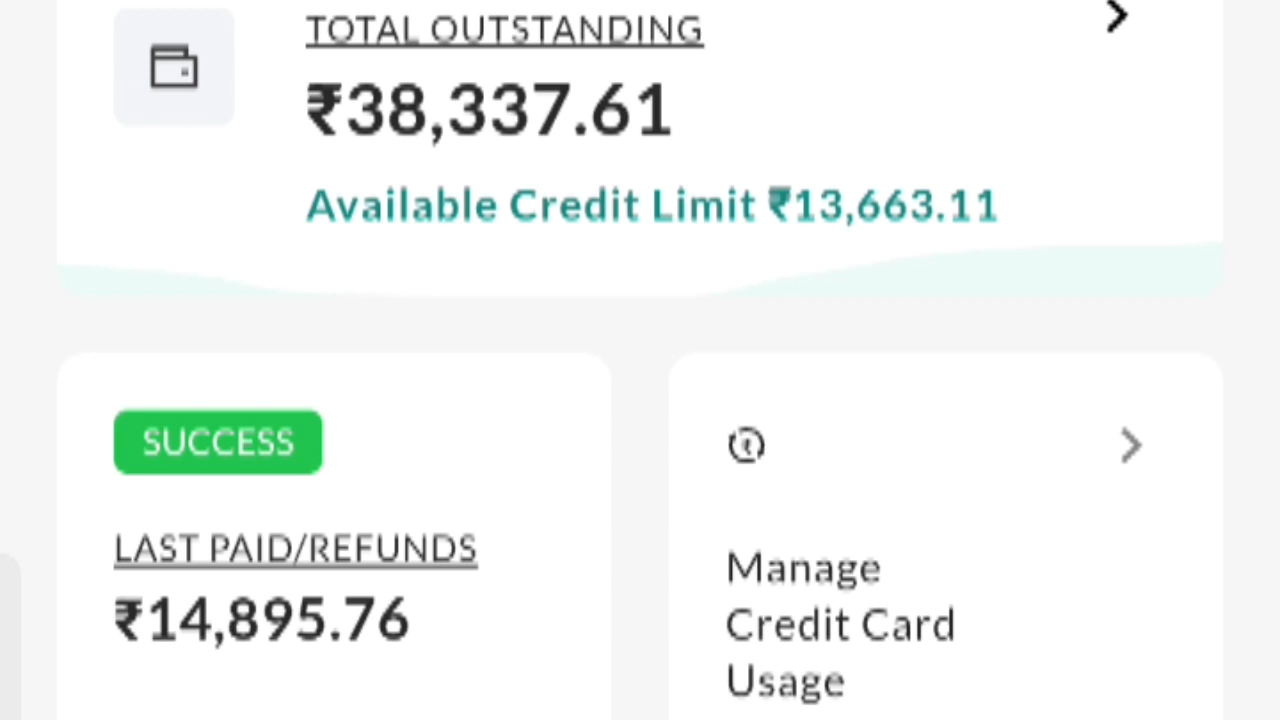 TOTAL OUTSTANDING
₹38,337.61
Available Credit Limit ₹13,663.11
SUCCESS
LAST PAID/REFUNDS
₹14,895.76
Manage
Credit Card
Usage